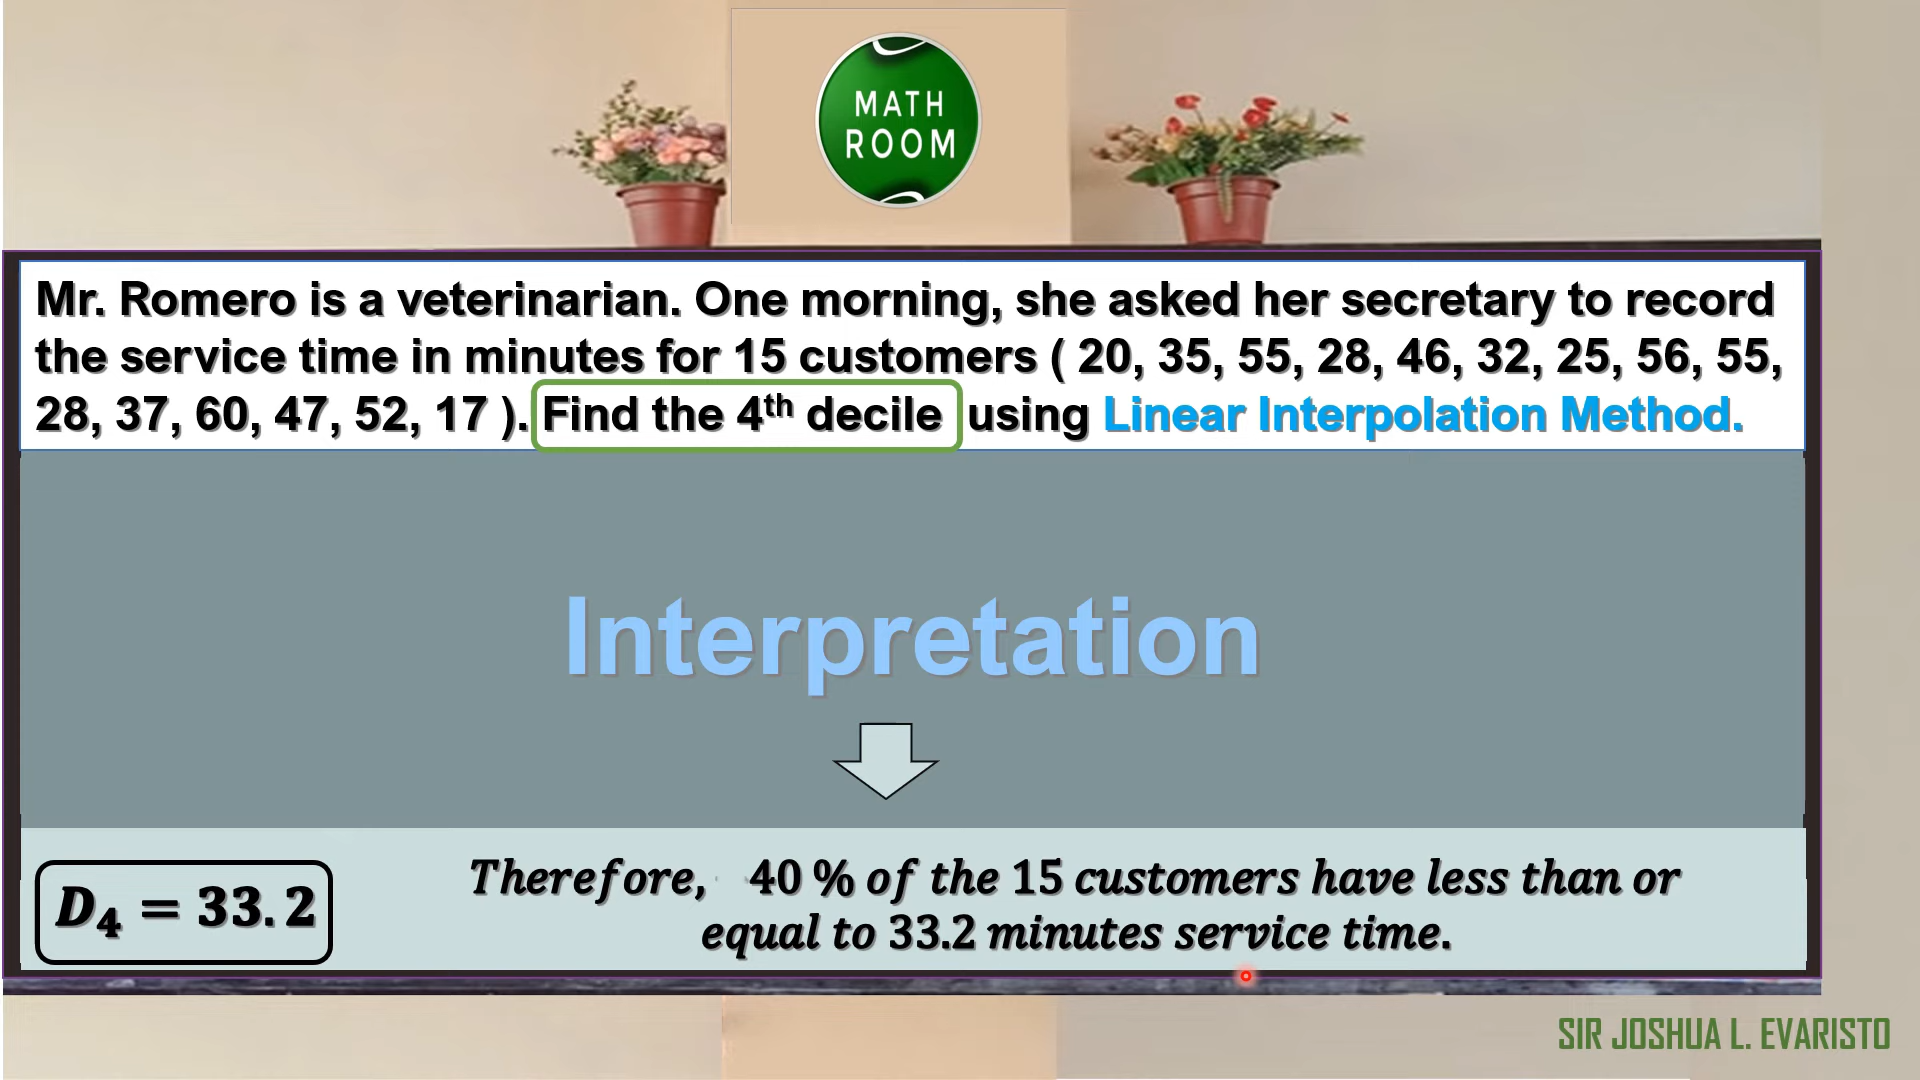 MATH
ROOM
Mr. Romero is a veterinarian. One morning, she asked her secretary to record
the service time in minutes for 15 customers ( 20, 35, 55, 28, 46, 32, 25, 56, 55,
28, 37, 60, 47, 52, 17 ). Find the 4th decile using Linear Interpolation Method.
Interpretation
D₄ = 33.2
Therefore, 40 % of the 15 customers have less than or
equal to 33.2 minutes service time.
SIR JOSHUA L. EVARISTO